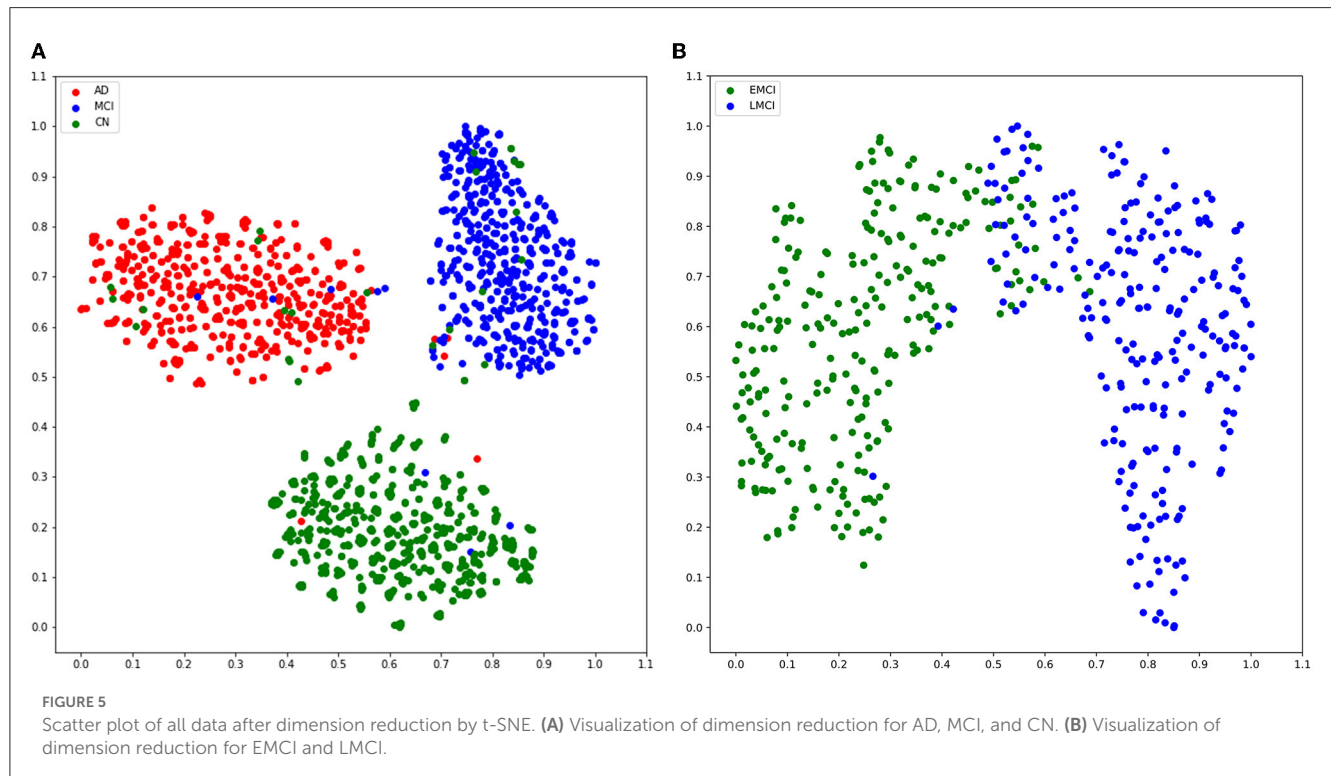 A
B
AD
MCI
CN
EMCI
LMCI
1.1
1.0
0.9
0.8
0.7
0.6
0.5
0.4
0.3
0.2
0.1
0.0
0.0 0.1 0.2 0.3 0.4 0.5 0.6 0.7 0.8 0.9 1.0 1.1
1.1
1.0
0.9
0.8
0.7
0.6
0.5
0.4
0.3
0.2
0.1
0.0
0.0 0.1 0.2 0.3 0.4 0.5 0.6 0.7 0.8 0.9 1.0 1.1
FIGURE 5
Scatter plot of all data after dimension reduction by t-SNE. (A) Visualization of dimension reduction for AD, MCI, and CN. (B) Visualization of
dimension reduction for EMCI and LMCI.